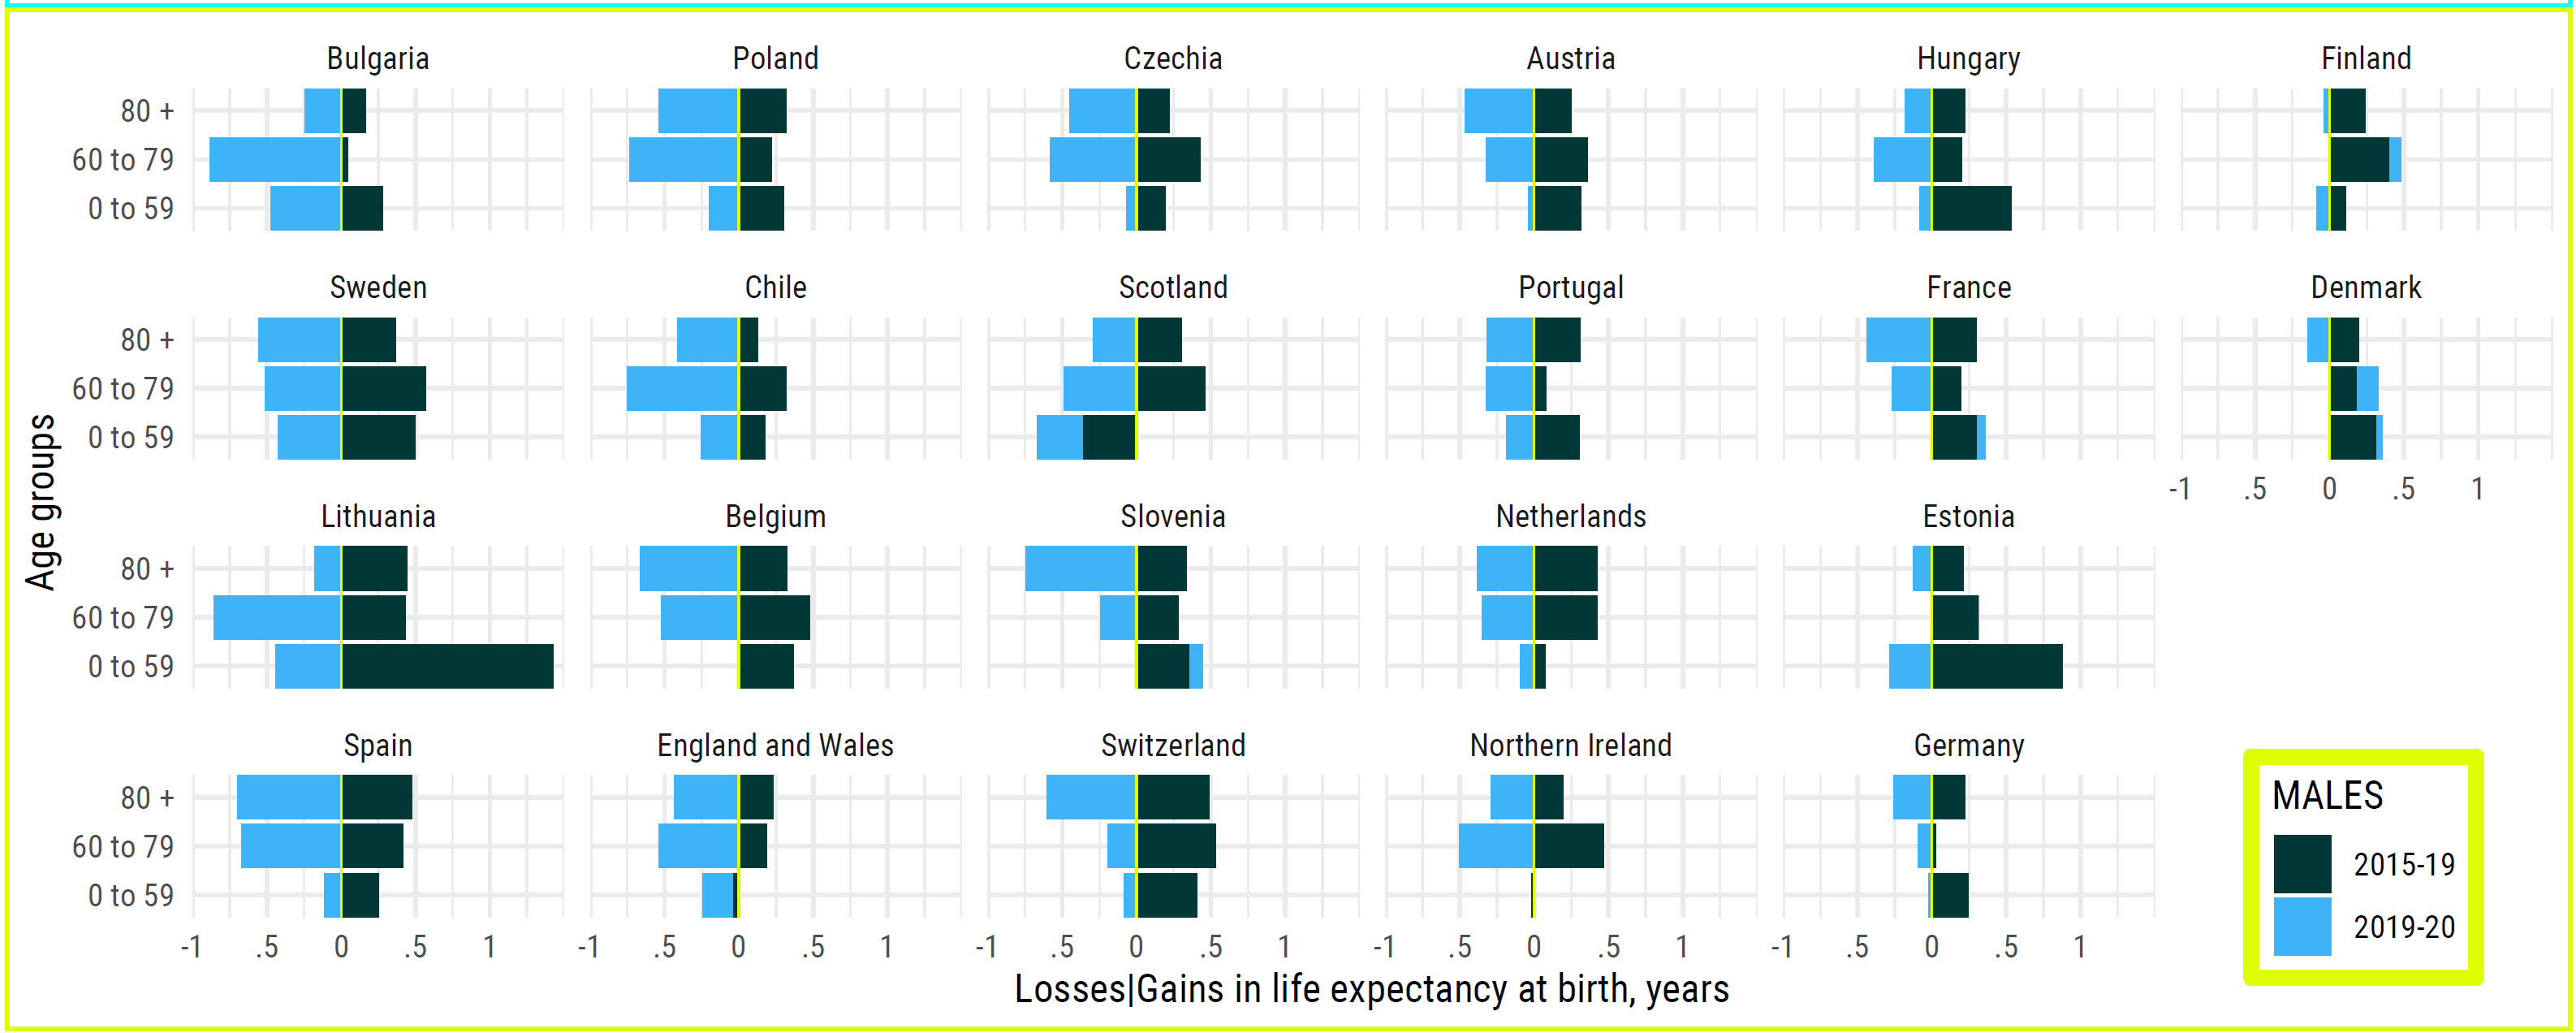 Bulgaria Poland Czechia Austria Hungary Finland
80 +
60 to 79
0 to 59
Sweden Chile Scotland Portugal France Denmark
80 +
60 to 79
0 to 59
-1 .5 0 .5 1
Lithuania Belgium Slovenia Netherlands Estonia
80 +
60 to 79
0 to 59
Age groups
Spain England and Wales Switzerland Northern Ireland Germany
80 +
60 to 79
0 to 59
-1 .5 0 .5 1 -1 .5 0 .5 1 -1 .5 0 .5 1 -1 .5 0 .5 1 -1 .5 0 .5 1
Losses|Gains in life expectancy at birth, years
MALES
2015-19
2019-20